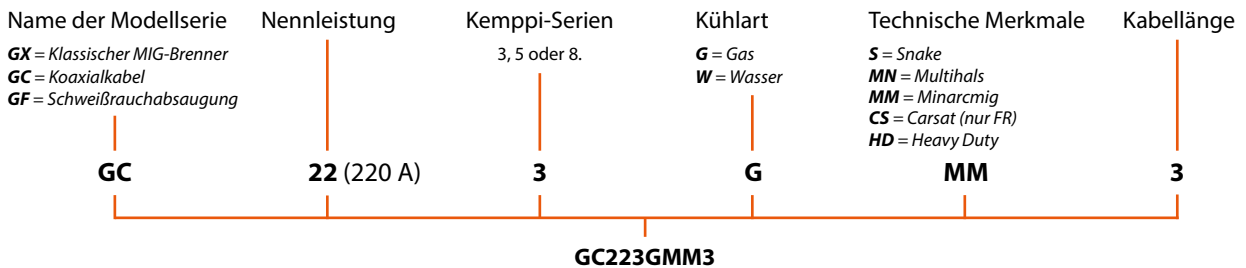 Name der Modellserie
GX = Klassischer MIG-Brenner
GC = Koaxialkabel
GF = Schweißrauchabsaugung
Nennleistung
Kemppi-Serien
3, 5 oder 8.
Kühlart
G = Gas
W = Wasser
Technische Merkmale
S = Snake
MN = Multihals
MM = Minarcmig
CS = Carsat (nur FR)
HD = Heavy Duty
Kabellänge
GC
22 (220 A)
3
G
MM
3
GC223GMM3